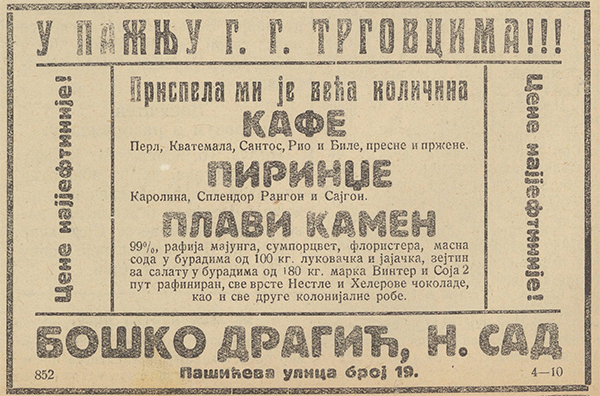 У ПАЖЊУ Г. Г. ТРГОВЦИМА!!!
Цене најјефтиније!
Приспела ми је већа количина
КАФЕ
Перл, Кватемала, Сантос, Рио и Биле, пресне и пржене.
ПИРИНЏЕ
Каролина, Сплендор Рангон и Сајгон.
ПЛАВИ КАМЕН
99%, рафија мајунга, сумпорцвет, флористера, масна
сода у бурадима од 100 кг. луковачка и јајачка, зејтин
за салату у бурадима од 180 кг. марка Винтер и Соја 2
пут рафиниран, све врсте Нестле и Хелерове чоколаде,
као и све друге колонијалне робе.
Цене најјефтиније!
БОШКО ДРАГИЋ, Н. САД
852
Пашићева улица број 19.
4—10